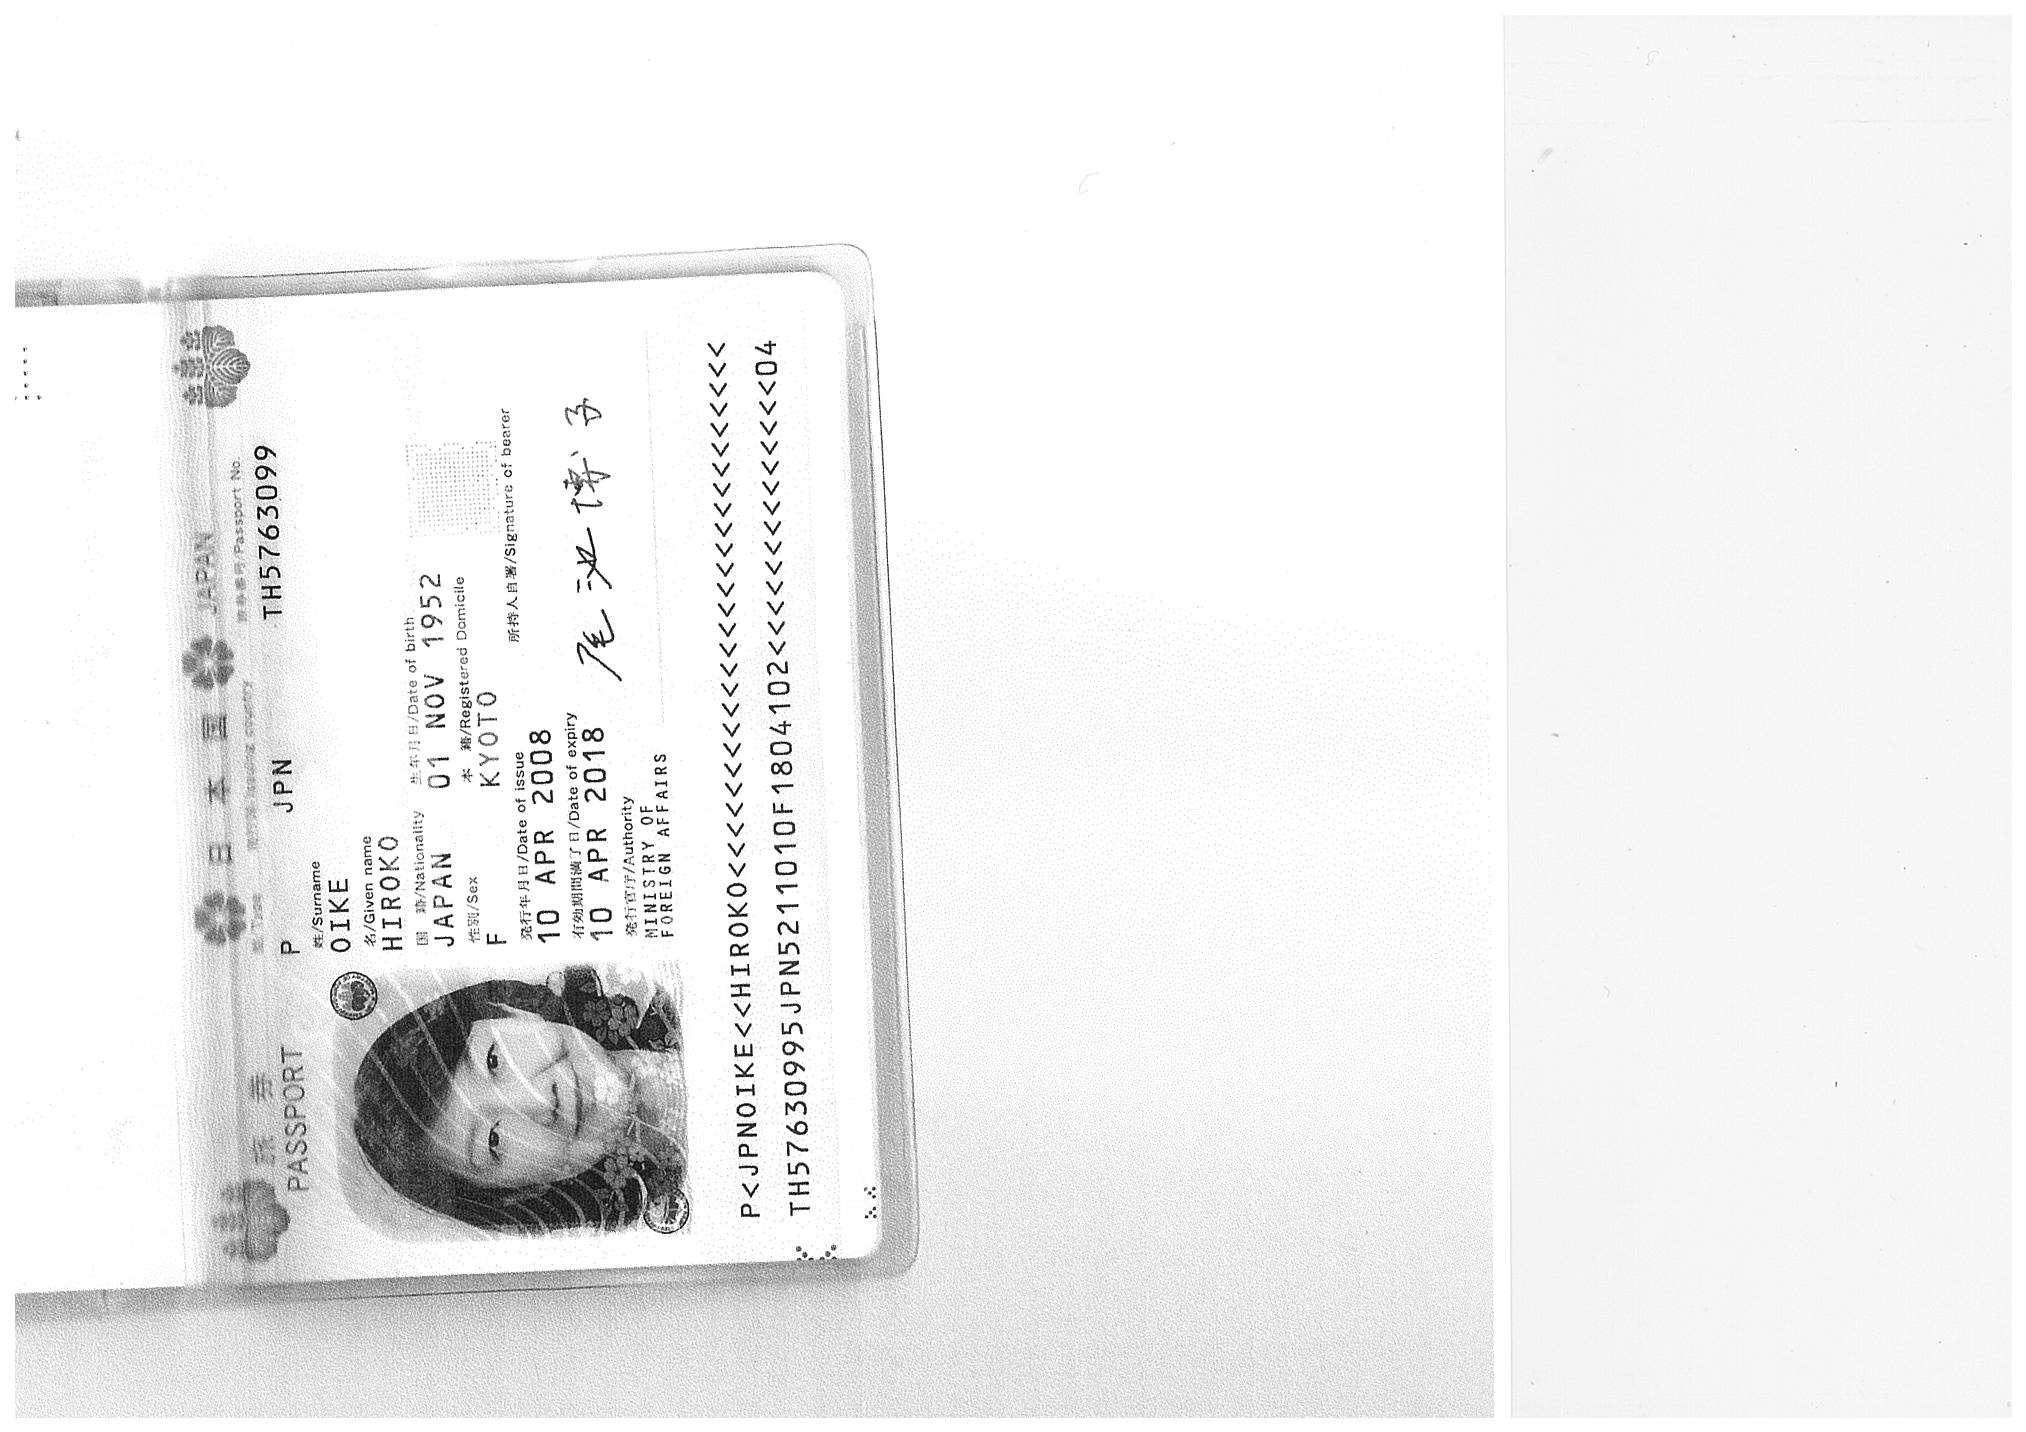 日本国 JAPAN
旅券
PASSPORT
型/Type
P
発行国/Issuing country
JPN
旅券番号/Passport No.
TH5763099
姓/Surname
OIKE
名/Given name
HIROKO
国 籍/Nationality 生年月日/Date of birth
JAPAN 01 NOV 1952
性別/Sex 本 籍/Registered Domicile
F KYOTO
発行年月日/Date of issue 所持人自署/Signature of bearer
10 APR 2008
有効期間満了日/Date of expiry
10 APR 2018 尾池博子
発行官庁/Authority
MINISTRY OF
FOREIGN AFFAIRS
P<JPNOIKE<<HIROKO<<<<<<<<<<<<<<<<<<<<<<<<<<<
TH57630995JPN5211010F1804102<<<<<<<<<<<<<<04